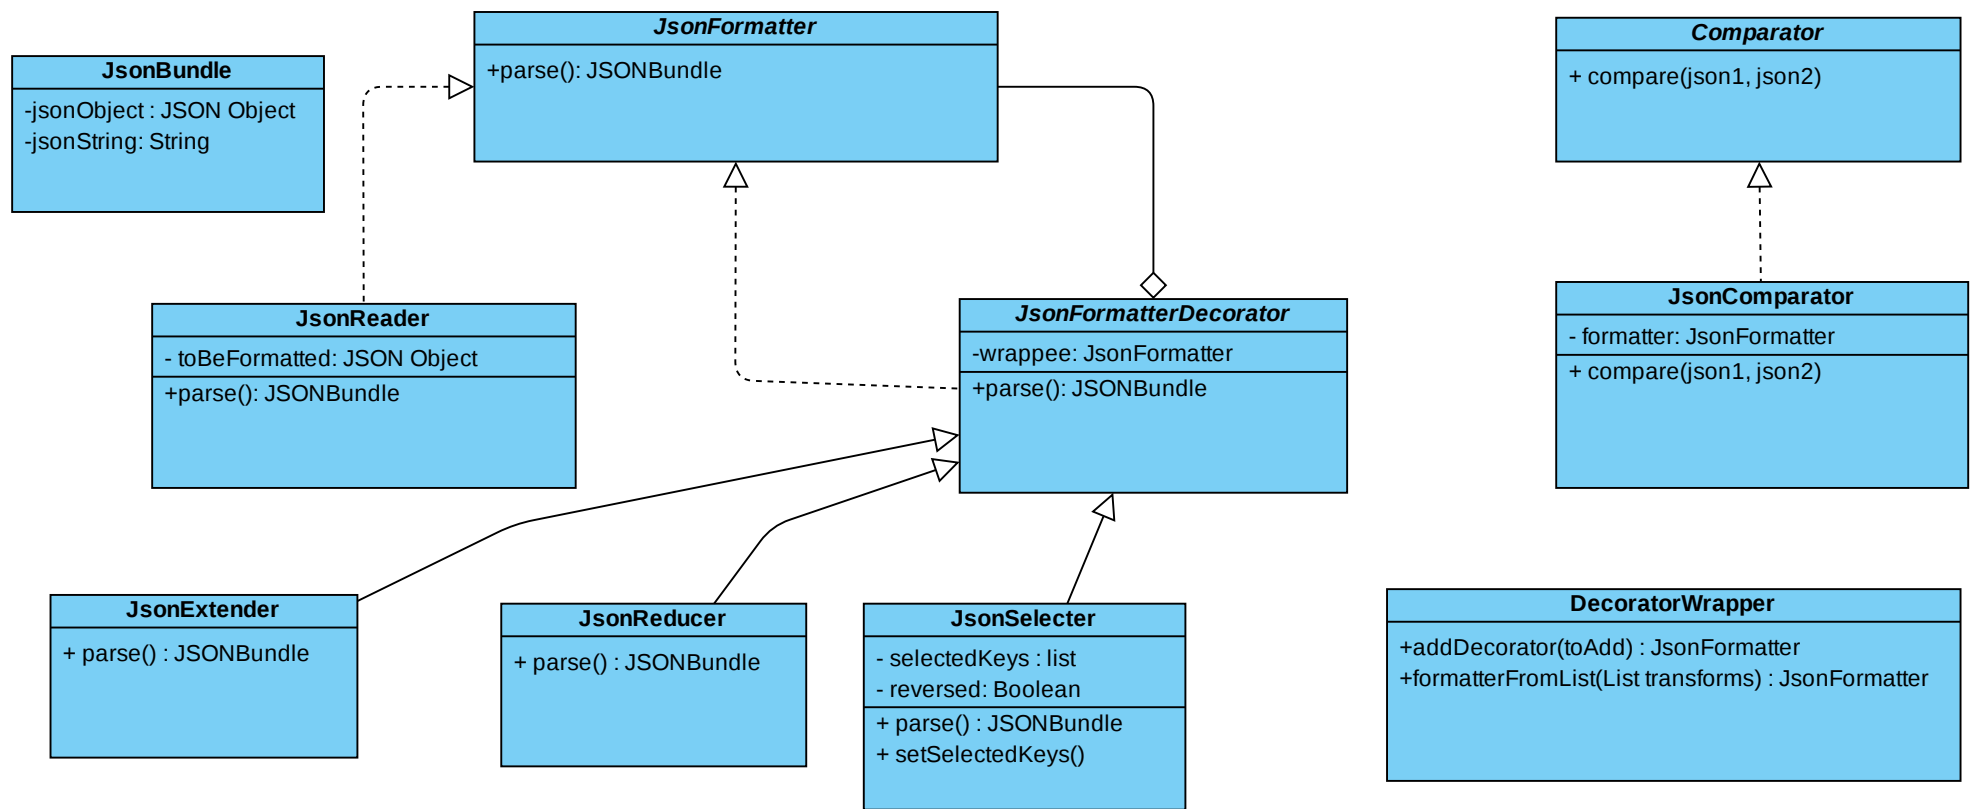 JsonFormatter
+parse(): JSONBundle
Comparator
+ compare(json1, json2)
JsonBundle
-jsonObject : JSON Object
-jsonString: String
JsonReader
- toBeFormatted: JSON Object
+parse(): JSONBundle
JsonFormatterDecorator
-wrappee: JsonFormatter
+parse(): JSONBundle
JsonComparator
- formatter: JsonFormatter
+ compare(json1, json2)
JsonExtender
+ parse() : JSONBundle
JsonReducer
+ parse() : JSONBundle
JsonSelecter
- selectedKeys : list
- reversed: Boolean
+ parse() : JSONBundle
+ setSelectedKeys()
DecoratorWrapper
+addDecorator(toAdd) : JsonFormatter
+formatterFromList(List transforms) : JsonFormatter